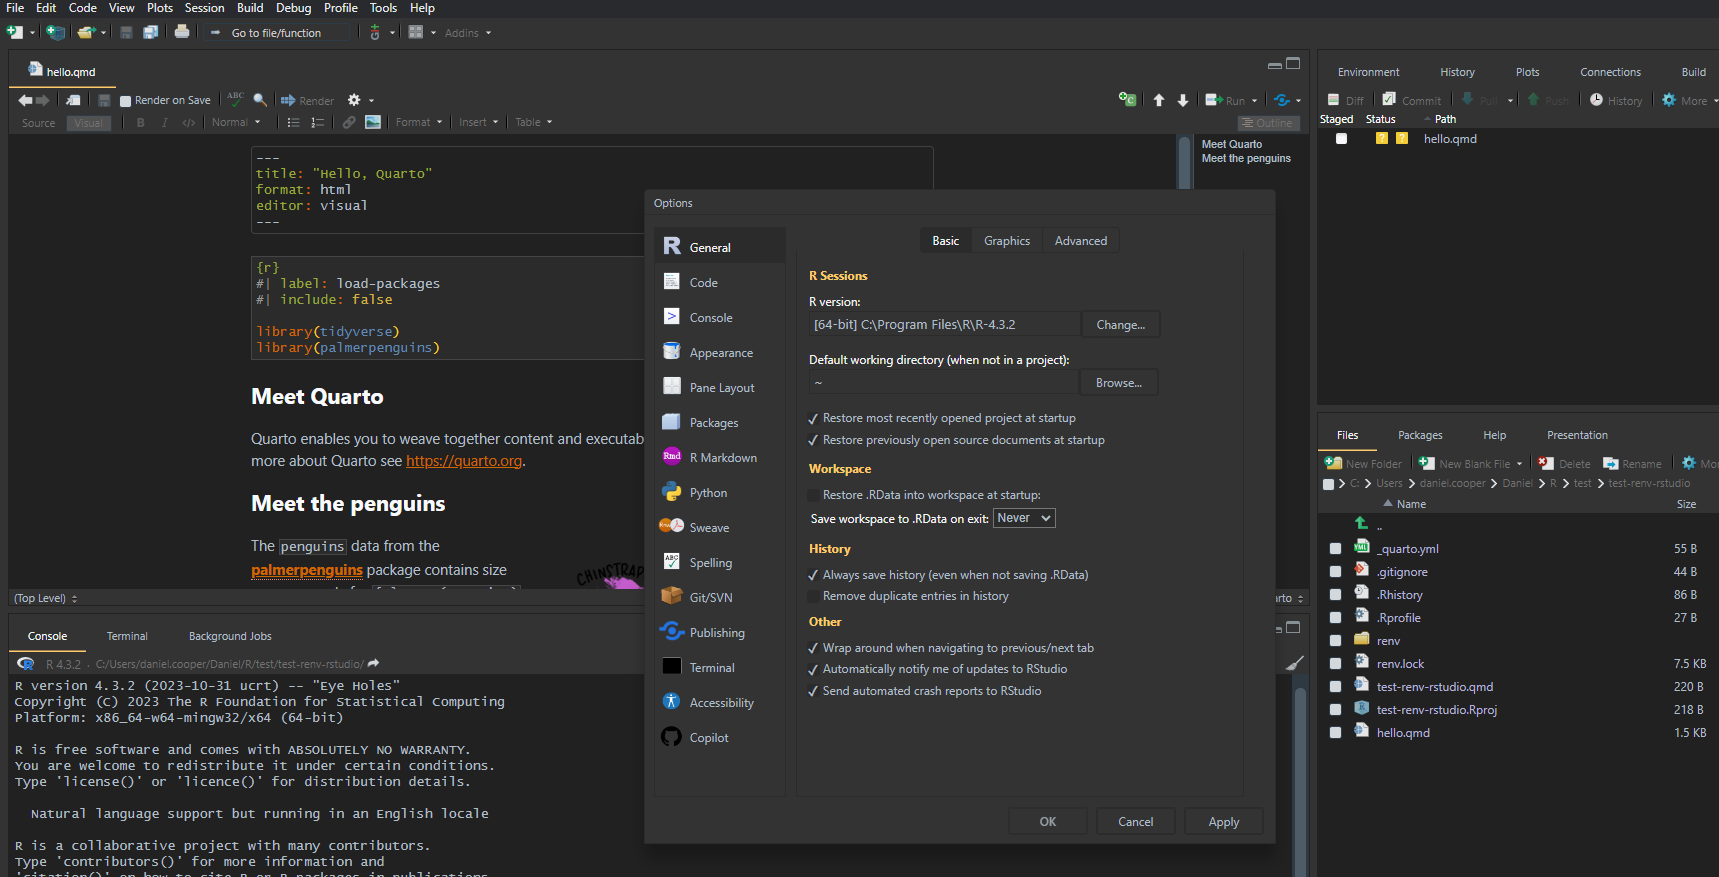 File Edit Code View Plots Session Build Debug Profile Tools Help
Go to file/function Addins
hello.qmd
Render on Save ABC Render Run
Source Visual B I </> Normal Format Insert Table Outline
---
title: "Hello, Quarto"
format: html
editor: visual
---
{r}
#| label: load-packages
#| include: false
library(tidyverse)
library(palmerpenguins)
Meet Quarto
Quarto enables you to weave together content and executab
more about Quarto see https://quarto.org.
Meet the penguins
The penguins data from the
palmerpenguins package contains size
CHINSTRAP
(Top Level)
arto
Meet Quarto
Meet the penguins
Console Terminal Background Jobs
R 4.3.2 · C:/Users/daniel.cooper/Daniel/R/test/test-renv-rstudio/
R version 4.3.2 (2023-10-31 ucrt) -- "Eye Holes"
Copyright (C) 2023 The R Foundation for Statistical Computing
Platform: x86_64-w64-mingw32/x64 (64-bit)
R is free software and comes with ABSOLUTELY NO WARRANTY.
You are welcome to redistribute it under certain conditions.
Type 'license()' or 'licence()' for distribution details.
Natural language support but running in an English locale
R is a collaborative project with many contributors.
Type 'contributors()' for more information and
'citation()' on how to cite R or R packages in publications
Options
General
Code
Console
Appearance
Pane Layout
Packages
Rmd R Markdown
Python
Sweave
ABC Spelling
Git/SVN
Publishing
Terminal
Accessibility
Copilot
Basic Graphics Advanced
R Sessions
R version:
[64-bit] C:\Program Files\R\R-4.3.2 Change...
Default working directory (when not in a project):
~ Browse...
Restore most recently opened project at startup
Restore previously open source documents at startup
Workspace
Restore .RData into workspace at startup:
Save workspace to .RData on exit: Never
History
Always save history (even when not saving .RData)
Remove duplicate entries in history
Other
Wrap around when navigating to previous/next tab
Automatically notify me of updates to RStudio
Send automated crash reports to RStudio
OK Cancel Apply
Environment History Plots Connections Build
Diff Commit Pull Push History More
Staged Status Path
? ? hello.qmd
Files Packages Help Presentation
New Folder New Blank File Delete Rename Mo
C: Users daniel.cooper Daniel R test test-renv-rstudio
Name Size
..
_quarto.yml 55 B
.gitignore 44 B
.Rhistory 86 B
.Rprofile 27 B
renv
renv.lock 7.5 KB
test-renv-rstudio.qmd 220 B
test-renv-rstudio.Rproj 218 B
hello.qmd 1.5 KB